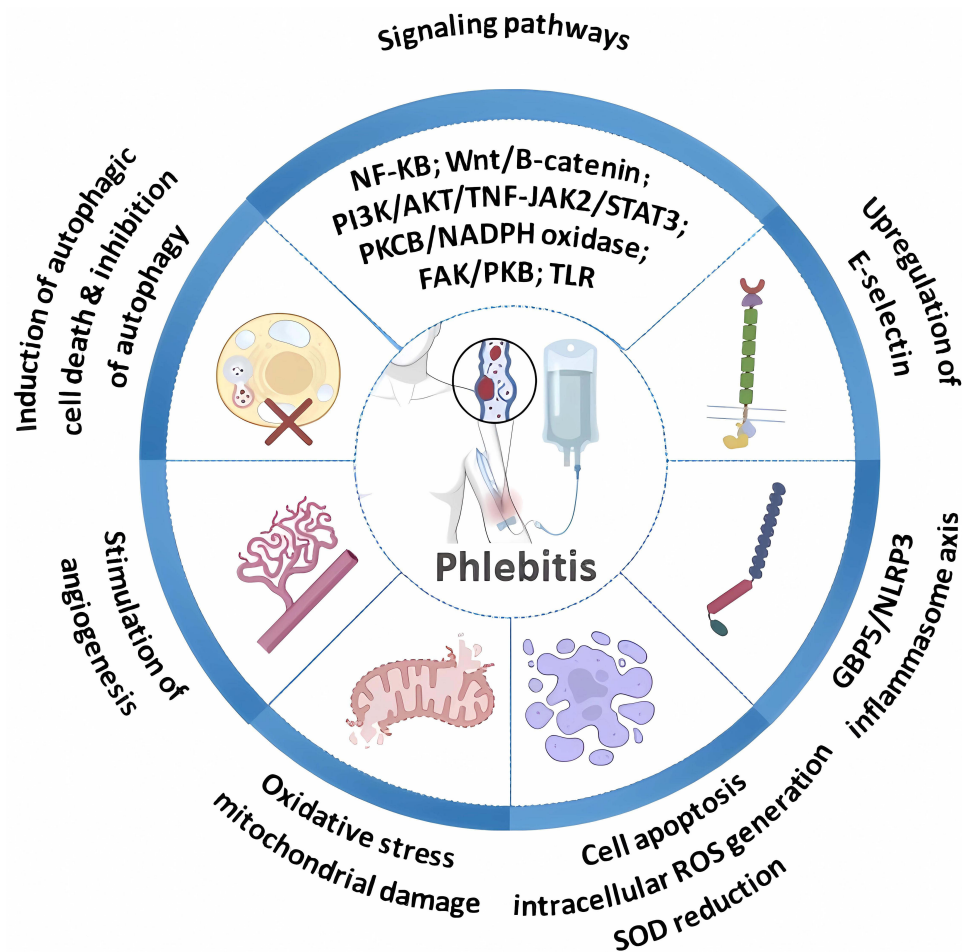 Signaling pathways
NF-KB; Wnt/B-catenin;
PI3K/AKT/TNF-JAK2/STAT3;
PKCB/NADPH oxidase;
FAK/PKB; TLR
Upregulation of
E-selectin
GBP5/NLRP3
inflammasome axis
Cell apoptosis
intracellular ROS generation
SOD reduction
Oxidative stress
mitochondrial damage
Stimulation of
angiogenesis
Induction of autophagic
cell death & inhibition
of autophagy
Phlebitis